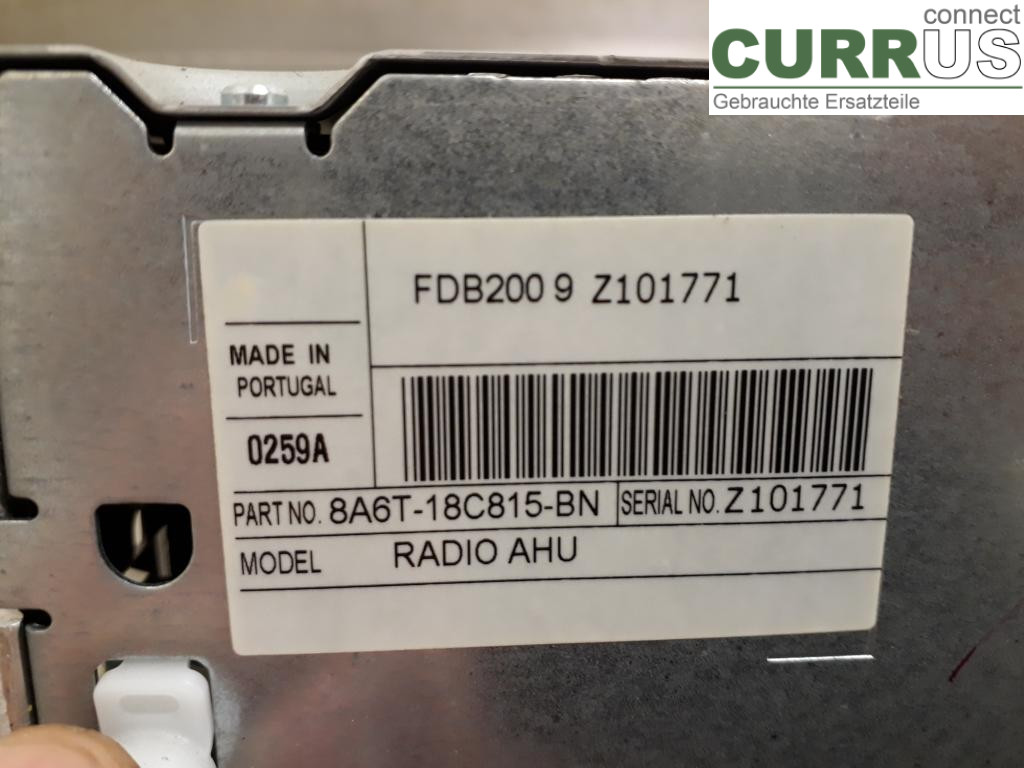 connect
CURRUS
Gebrauchte Ersatzteile
FDB200 9 Z101771
MADE IN
PORTUGAL
0259A
PART NO. 8A6T-18C815-BN SERIAL NO. Z101771
MODEL RADIO AHU